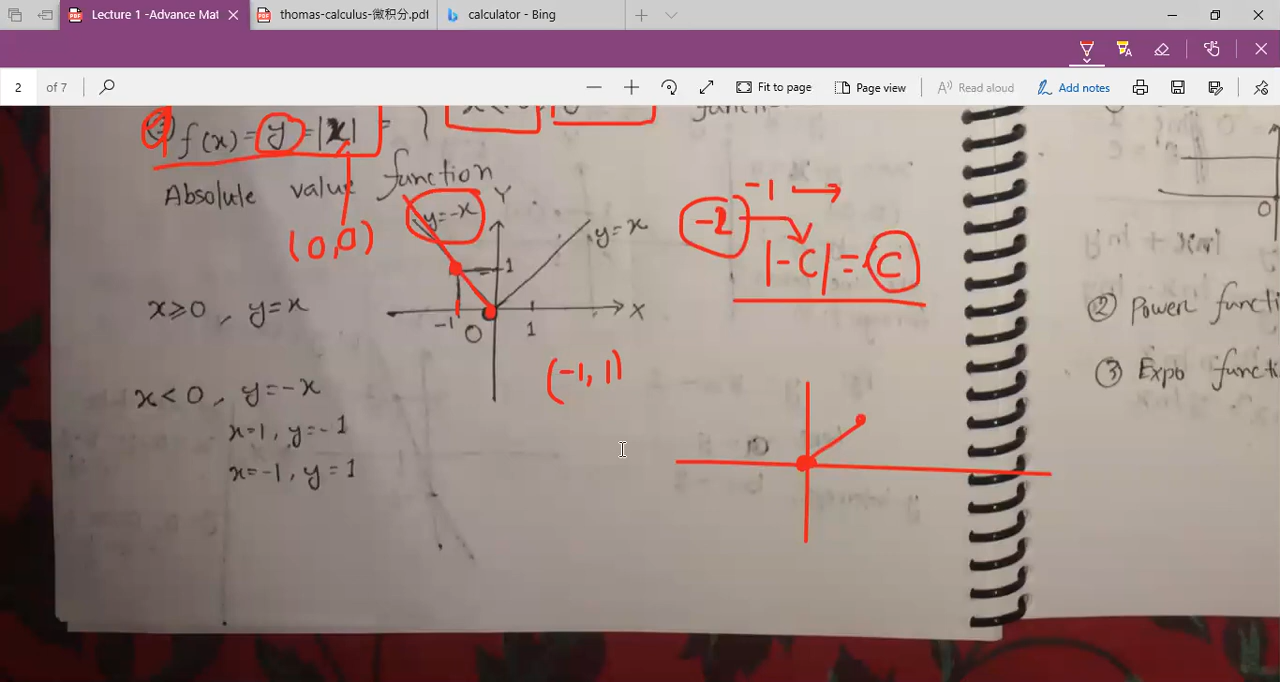 Lecture 1 -Advance Mat
thomas-calculus-微积分.pdf
calculator - Bing
2 of 7
Fit to page
Page view
Read aloud
Add notes
f(x) = y = |x| =
Absolute value function
Y
y=-x
y=x
(0,0)
1
-1
0
1
X
x≥0, y=x
(-1, 1)
x<0, y=-x
x=1, y=-1
x=-1, y=1
-1 →
-2
|-C| = C
0
② Power functi
③ Expo functi